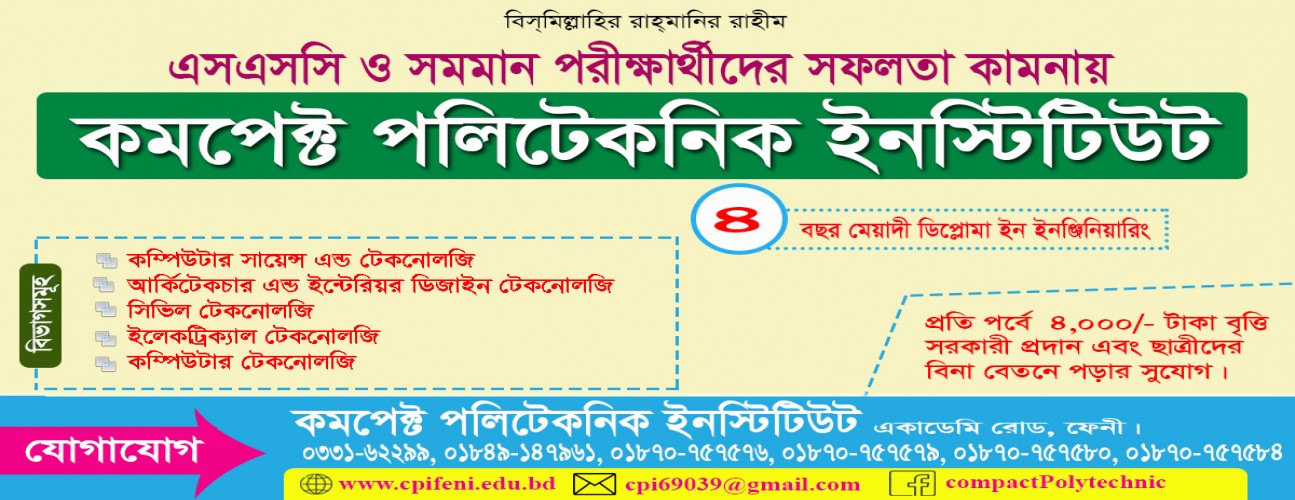 বিস্‌মিল্লাহির রাহ্‌মানির রাহীম
এসএসসি ও সমমান পরীক্ষার্থীদের সফলতা কামনায়
কমপেক্ট পলিটেকনিক ইনস্টিটিউট
৪ বছর মেয়াদী ডিপ্লোমা ইন ইনঞ্জিনিয়ারিং
বিভাগসমূহ
কম্পিউটার সায়েন্স এন্ড টেকনোলজি
আর্কিটেকচার এন্ড ইন্টেরিয়র ডিজাইন টেকনোলজি
সিভিল টেকনোলজি
ইলেকট্রিক্যাল টেকনোলজি
কম্পিউটার টেকনোলজি
প্রতি পর্বে ৪,০০০/- টাকা বৃত্তি
সরকারী প্রদান এবং ছাত্রীদের
বিনা বেতনে পড়ার সুযোগ।
যোগাযোগ
কমপেক্ট পলিটেকনিক ইনস্টিটিউট একাডেমি রোড, ফেনী।
০৩৩১-৬২২৯৯, ০১৮৪৯-১৪৭৯৬১, ০১৮৭০-৭৫৭৫৭৬, ০১৮৭০-৭৫৭৫৭৯, ০১৮৭০-৭৫৭৫৮০, ০১৮৭০-৭৫৭৫৮৪
www.cpifeni.edu.bd cpi69039@gmail.com compactPolytechnic